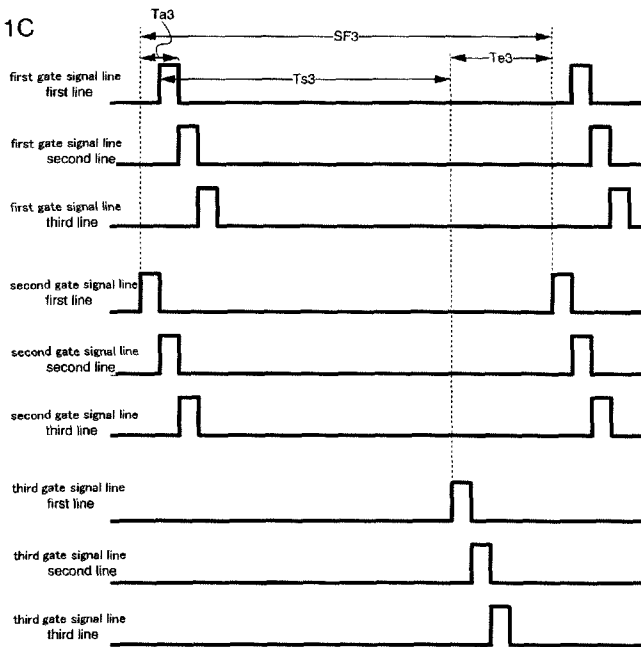 1C
Ta3
SF3
Te3
Ts3
first gate signal line
first line
first gate signal line
second line
first gate signal line
third line
second gate signal line
first line
second gate signal line
second line
second gate signal line
third line
third gate signal line
first line
third gate signal line
second line
third gate signal line
third line